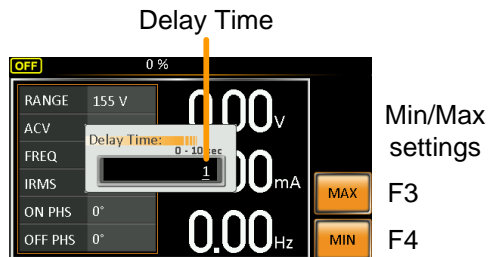 Delay Time
OFF 0 %
RANGE 155 V
0.00V
ACV
Delay Time:
0 - 10 sec
1
FREQ
IRMS
0.00mA
ON PHS 0°
OFF PHS 0°
0.00Hz
MAX
MIN
Min/Max
settings
F3
F4